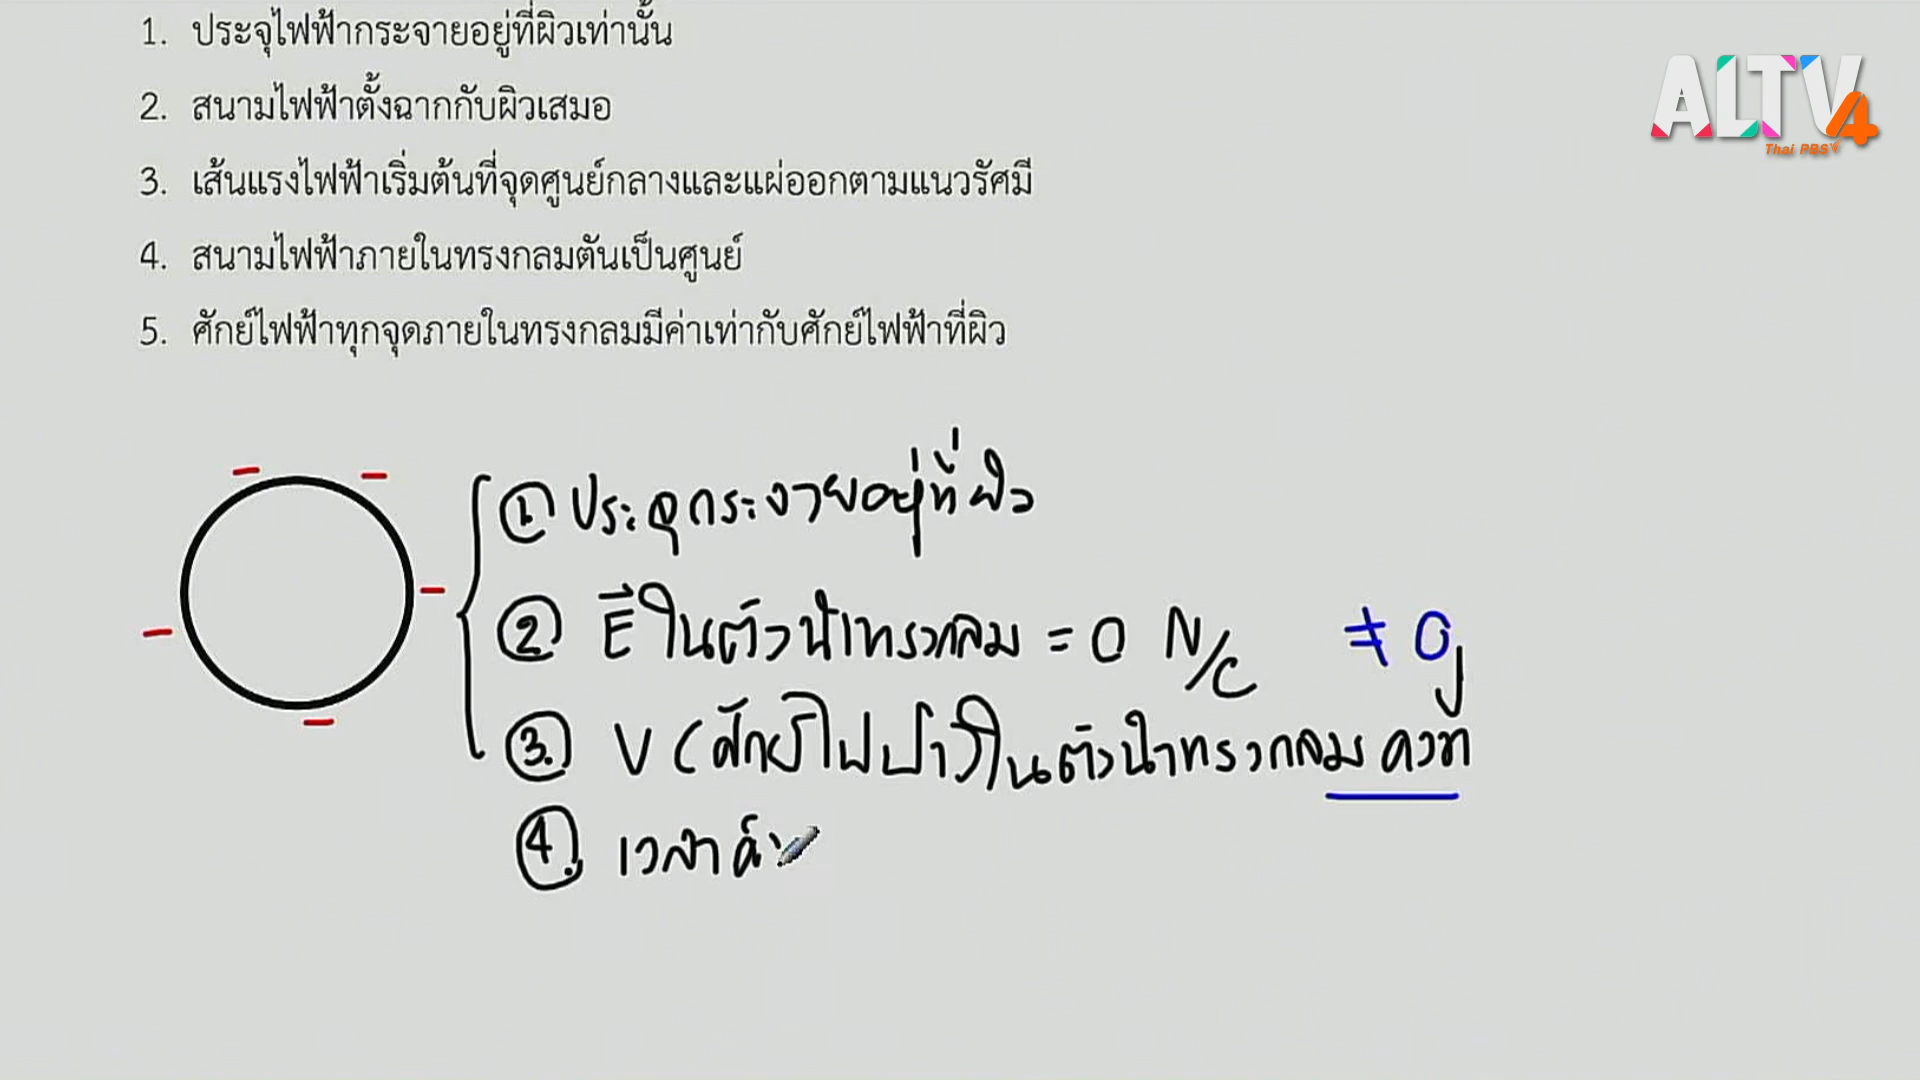 1. ประจุไฟฟ้ากระจายอยู่ที่ผิวเท่านั้น
ALTV4
Thai PBS
2. สนามไฟฟ้าตั้งฉากกับผิวเสมอ
3. เส้นแรงไฟฟ้าเริ่มต้นที่จุดศูนย์กลางและแผ่ออกตามแนวรัศมี
4. สนามไฟฟ้าภายในทรงกลมตันเป็นศูนย์
5. ศักย์ไฟฟ้าทุกจุดภายในทรงกลมมีค่าเท่ากับศักย์ไฟฟ้าที่ผิว
① ประจุกระจายอยู่ที่ผิว
② E ในตัวนำทรงกลม = 0 N/C ≠ 0
③ V (ศักย์ไฟฟ้า) ในตัวนำทรงกลม คงที่
④